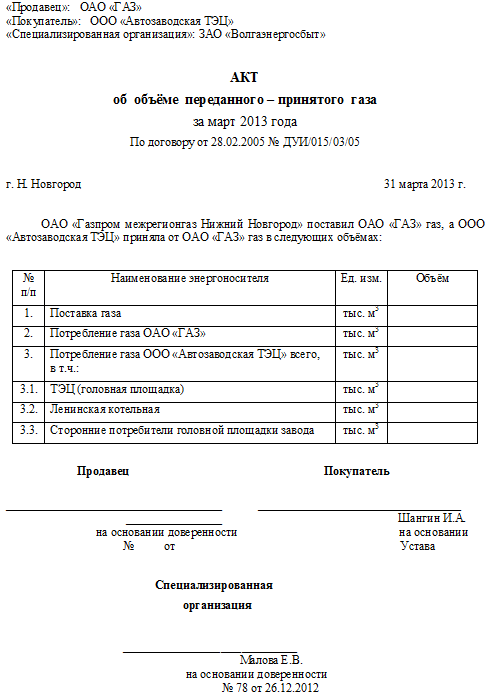 «Продавец»: ОАО «ГАЗ»
«Покупатель»: ООО «Автозаводская ТЭЦ»
«Специализированная организация»: ЗАО «Волгаэнергосбыт»
АКТ
об объёме переданного – принятого газа
за март 2013 года
По договору от 28.02.2005 № ДУИ/015/03/05
г. Н. Новгород 31 марта 2013 г.
ОАО «Газпром межрегионгаз Нижний Новгород» поставил ОАО «ГАЗ» газ, а ООО
«Автозаводская ТЭЦ» приняла от ОАО «ГАЗ» газ в следующих объёмах:
№ п/п Наименование энергоносителя Ед. изм. Объём
1. Поставка газа тыс. м³
2. Потребление газа ОАО «ГАЗ» тыс. м³
3. Потребление газа ООО «Автозаводская ТЭЦ» всего, тыс. м³
в т.ч.:
3.1. ТЭЦ (головная площадка) тыс. м³
3.2. Ленинская котельная тыс. м³
3.3. Сторонние потребители головной площадки завода тыс. м³
Продавец Покупатель
Шангин И.А.
на основании доверенности на основании
№ от Устава
Специализированная
организация
Малова Е.В.
на основании доверенности
№ 78 от 26.12.2012